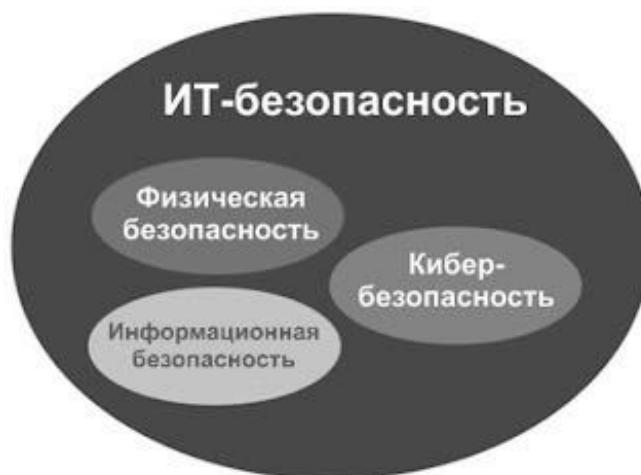 ИТ-безопасность
Физическая
безопасность
Кибер-
безопасность
Информационная
безопасность